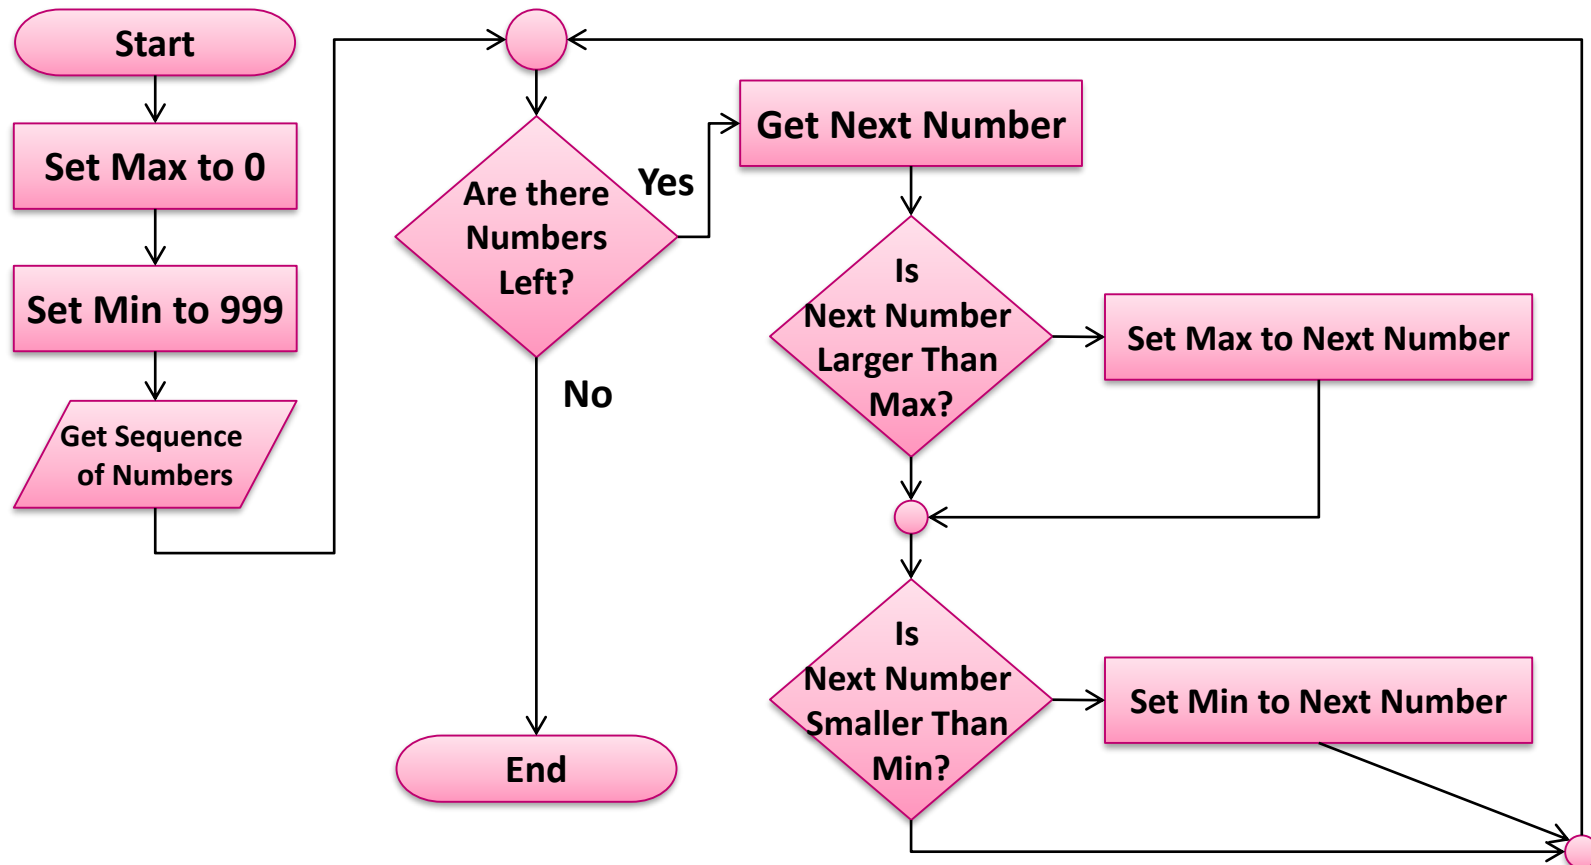 Start
Set Max to 0
Set Min to 999
Get Sequence
of Numbers
Are there
Numbers
Left?
Yes
No
End
Get Next Number
Is
Next Number
Larger Than
Max?
Set Max to Next Number
Is
Next Number
Smaller Than
Min?
Set Min to Next Number